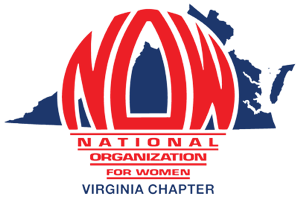 NOW
NATIONAL
ORGANIZATION
FOR WOMEN
VIRGINIA CHAPTER